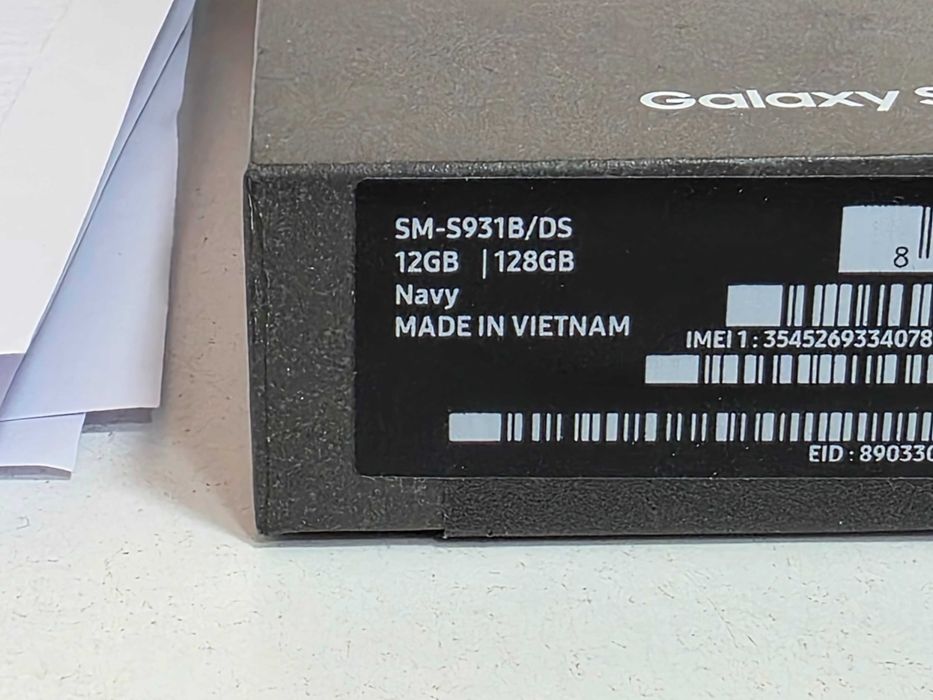 Galaxy S
SM-S931B/DS
12GB | 128GB
Navy
MADE IN VIETNAM
8
IMEI 1 : 3545269334078
EID : 890330